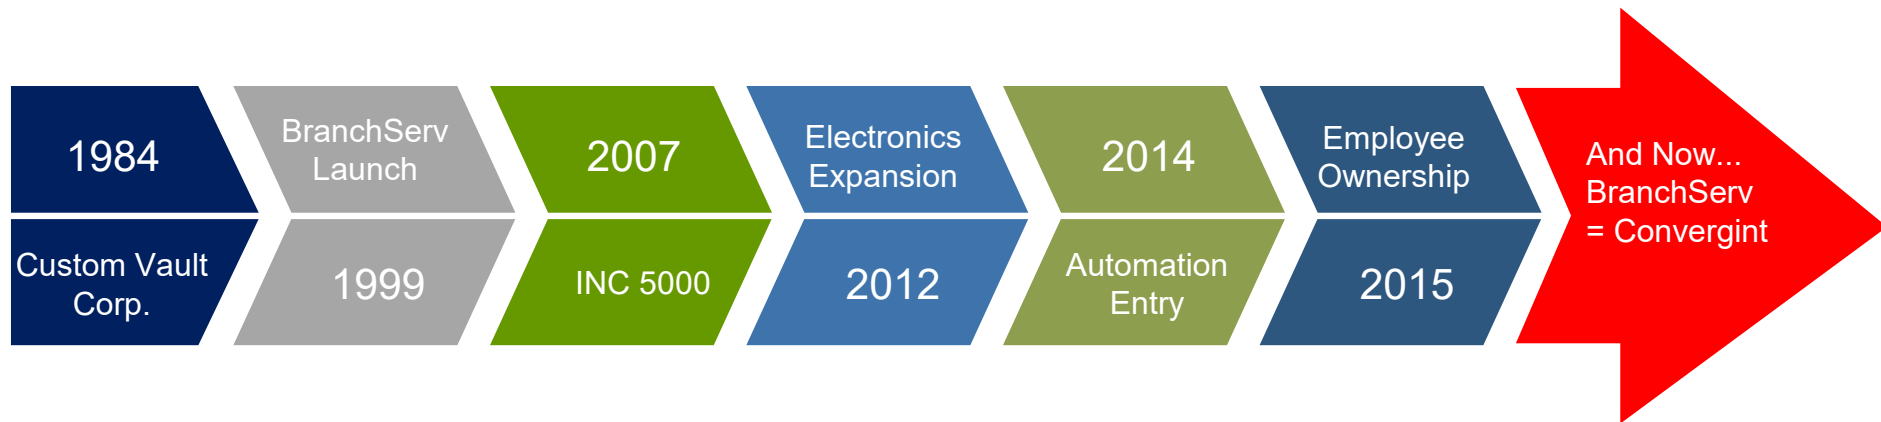 1984
Custom Vault
Corp.
BranchServ
Launch
1999
2007
INC 5000
Electronics
Expansion
2012
2014
Automation
Entry
Employee
Ownership
2015
And Now...
BranchServ
= Convergint